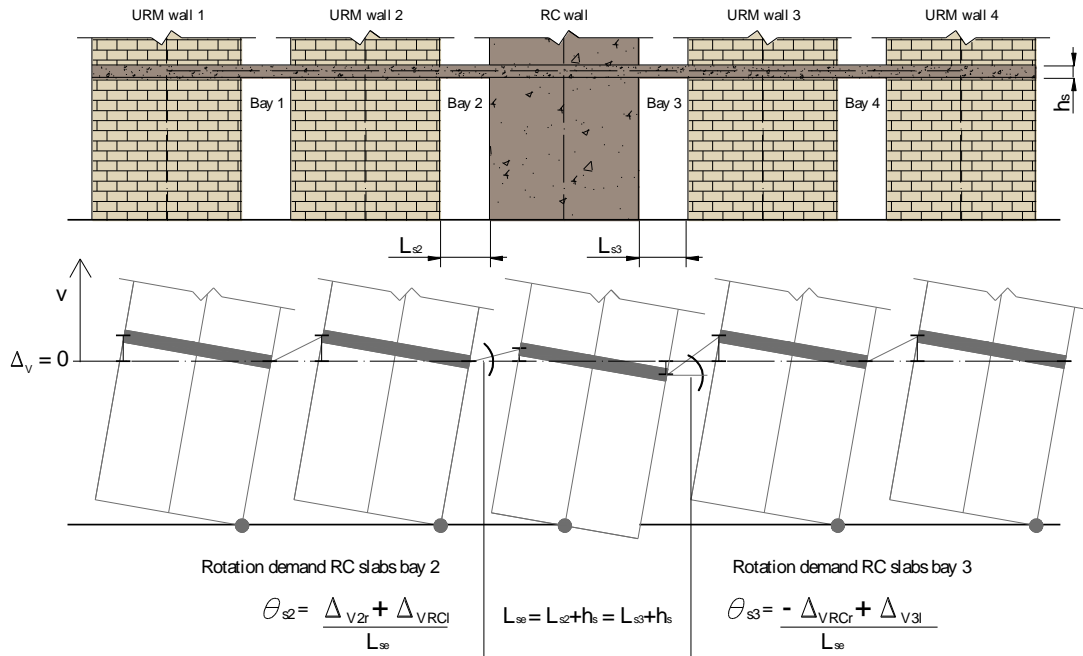 URM wall 1 URM wall 2 RC wall URM wall 3 URM wall 4
Bay 1 Bay 2 Bay 3 Bay 4
hs
Ls2 Ls3
v
ΔV = 0
Rotation demand RC slabs bay 2 Rotation demand RC slabs bay 3
θs2 = ΔV2r + ΔVRCl / Lse
Lse = Ls2+hs = Ls3+hs
θs3 = - ΔVRCr + ΔV3l / Lse